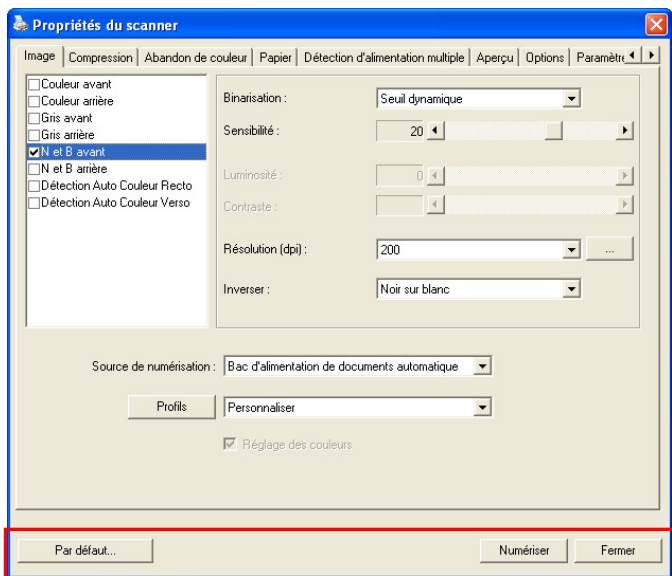 Propriétés du scanner
Image Compression Abandon de couleur Papier Détection d'alimentation multiple Aperçu Options Paramètre
Couleur avant
Couleur arrière
Gris avant
Gris arrière
N et B avant
N et B arrière
Détection Auto Couleur Recto
Détection Auto Couleur Verso
Binarisation : Seuil dynamique
Sensibilité : 20
Luminosité : 0
Contraste :
Résolution (dpi) : 200 ...
Inverser : Noir sur blanc
Source de numérisation : Bac d'alimentation de documents automatique
Profils Personnaliser
Réglage des couleurs
Par défaut... Numériser Fermer